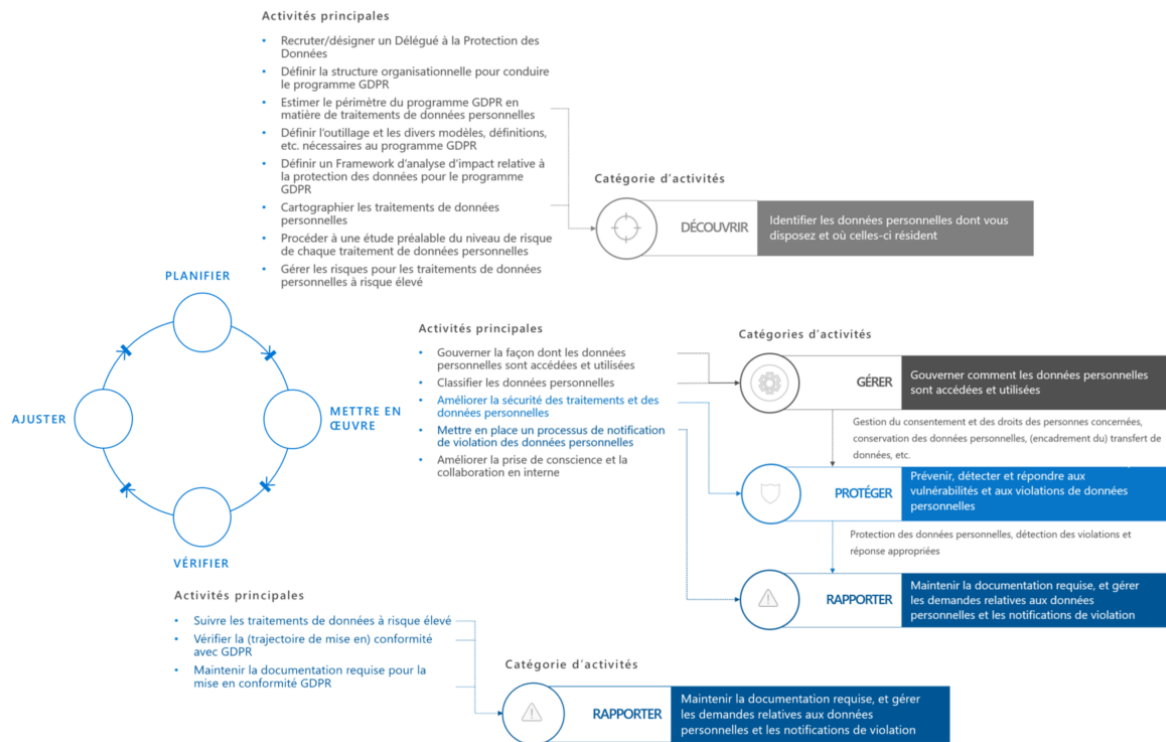 Activités principales
• Recruter/désigner un Délégué à la Protection des
Données
• Définir la structure organisationnelle pour conduire
le programme GDPR
• Estimer le périmètre du programme GDPR en
matière de traitements de données personnelles
• Définir l'outillage et les divers modèles, définitions,
etc. nécessaires au programme GDPR
• Définir un Framework d'analyse d'impact relative à
la protection des données pour le programme
GDPR
• Cartographier les traitements de données
personnelles
• Procéder à une étude préalable du niveau de risque
de chaque traitement de données personnelles
• Gérer les risques pour les traitements de données
personnelles à risque élevé
Catégorie d'activités
DÉCOUVRIR
Identifier les données personnelles dont vous
disposez et où celles-ci résident
PLANIFIER
METTRE EN
ŒUVRE
VÉRIFIER
AJUSTER
Activités principales
• Gouverner la façon dont les données
personnelles sont accédées et utilisées
• Classifier les données personnelles
• Améliorer la sécurité des traitements et des
données personnelles
• Mettre en place un processus de notification
de violation des données personnelles
• Améliorer la prise de conscience et la
collaboration en interne
Catégories d'activités
GÉRER
Gouverner comment les données personnelles
sont accédées et utilisées
Gestion du consentement et des droits des personnes concernées,
conservation des données personnelles, (encadrement du) transfert de
données, etc.
PROTÉGER
Prévenir, détecter et répondre aux
vulnérabilités et aux violations de données
personnelles
Protection des données personnelles, détection des violations et
réponse appropriées
RAPPORTER
Maintenir la documentation requise, et gérer
les demandes relatives aux données
personnelles et les notifications de violation
Activités principales
• Suivre les traitements de données à risque élevé
• Vérifier la (trajectoire de mise en) conformité
avec GDPR
• Maintenir la documentation requise pour la
mise en conformité GDPR
Catégorie d'activités
RAPPORTER
Maintenir la documentation requise, et gérer
les demandes relatives aux données
personnelles et les notifications de violation